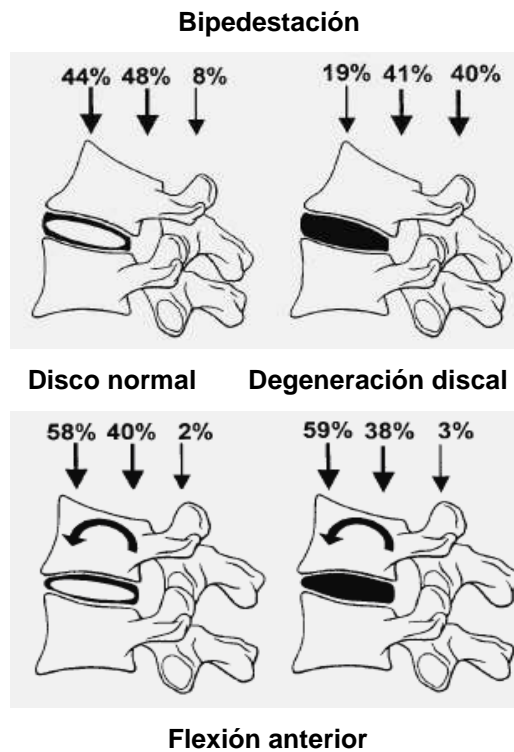 Bipedestación
44% 48% 8% 19% 41% 40%
Disco normal Degeneración discal
58% 40% 2% 59% 38% 3%
Flexión anterior